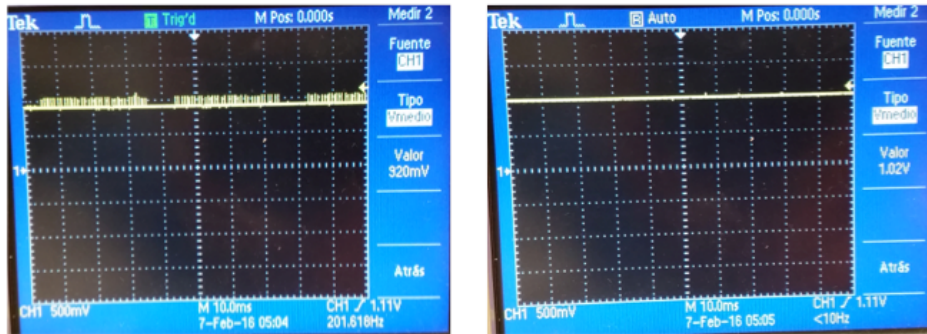 Tek T Trig'd M Pos: 0.000s Medir 2
Fuente
CH1
Tipo
Vmedio
Valor
920mV
1
Atrás
CH1 500mV M 10.0ms CH1 1.11V
7-Feb-16 05:04 201.618Hz
Tek R Auto M Pos: 0.000s Medir 2
Fuente
CH1
Tipo
Vmedio
Valor
1.02V
1
Atrás
CH1 500mV M 10.0ms CH1 1.11V
7-Feb-16 05:05 <10Hz